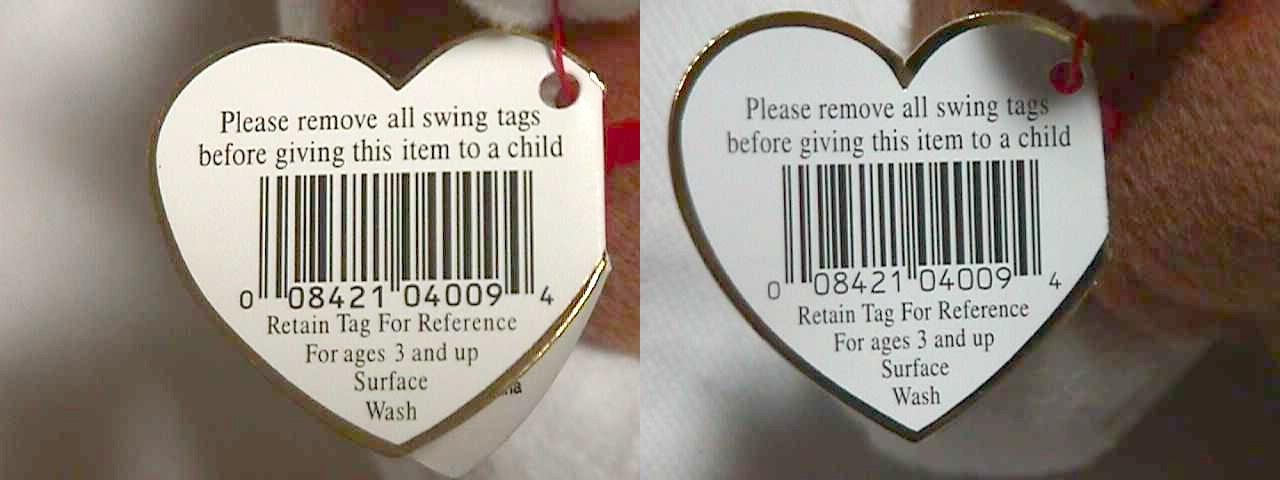 Please remove all swing tags
before giving this item to a child
0 08421 04009 4
Retain Tag For Reference
For ages 3 and up
Surface
Wash
Please remove all swing tags
before giving this item to a child
0 08421 04009 4
Retain Tag For Reference
For ages 3 and up
Surface
Wash